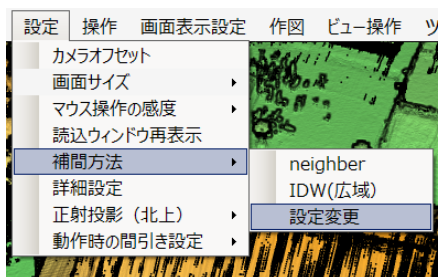 設定 操作 画面表示設定 作図 ビュー操作
カメラオフセット
画面サイズ
マウス操作の感度
読込ウィンドウ再表示
補間方法
neighber
詳細設定
IDW(広域)
正射投影（北上）
設定変更
動作時の間引き設定